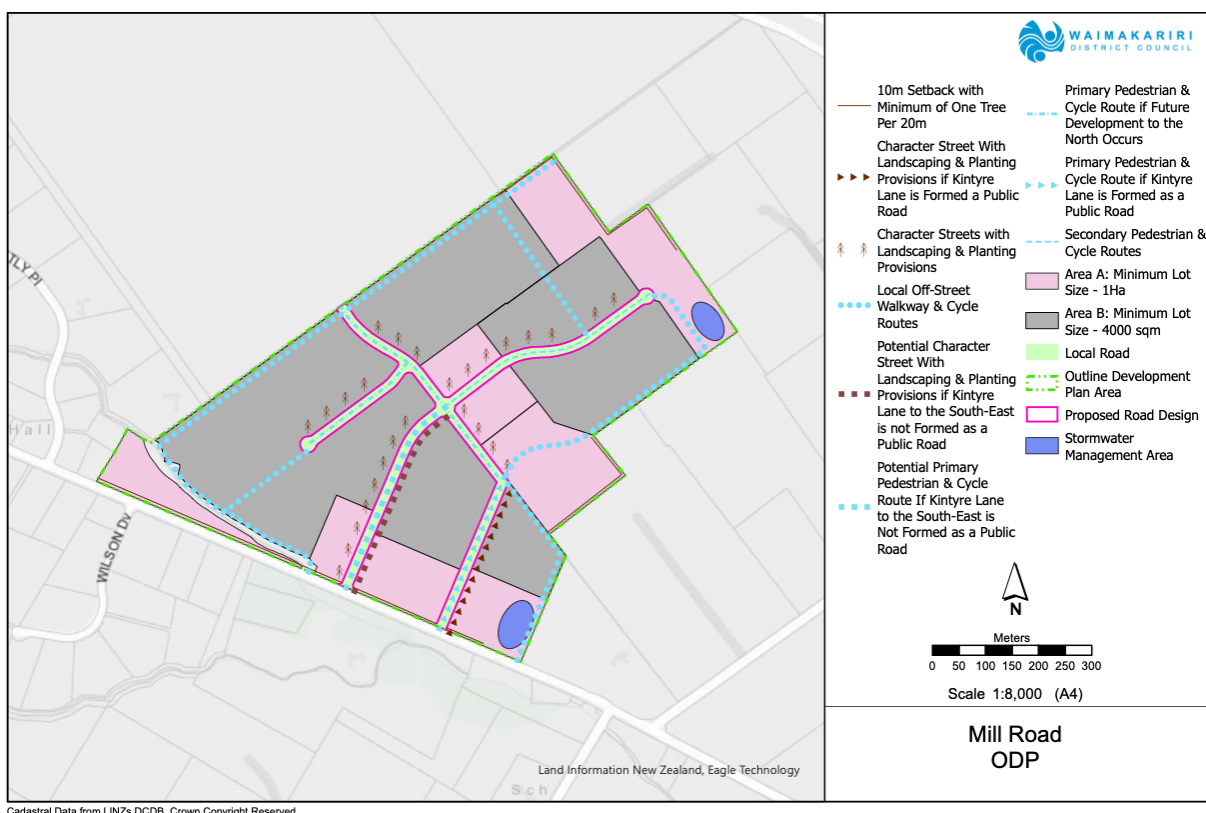 WAIMAKARIRI
DISTRICT COUNCIL
10m Setback with
Minimum of One Tree
Per 20m
Character Street With
Landscaping & Planting
Provisions if Kintyre
Lane is Formed a Public
Road
Character Streets with
Landscaping & Planting
Provisions
Local Off-Street
Walkway & Cycle
Routes
Potential Character
Street With
Landscaping & Planting
Provisions if Kintyre
Lane to the South-East
is not Formed as a
Public Road
Potential Primary
Pedestrian & Cycle
Route If Kintyre Lane
to the South-East is
Not Formed as a Public
Road
Primary Pedestrian &
Cycle Route if Future
Development to the
North Occurs
Primary Pedestrian &
Cycle Route if Kintyre
Lane is Formed as a
Public Road
Secondary Pedestrian &
Cycle Routes
Area A: Minimum Lot
Size - 1Ha
Area B: Minimum Lot
Size - 4000 sqm
Local Road
Outline Development
Plan Area
Proposed Road Design
Stormwater
Management Area
N
Meters
0 50 100 150 200 250 300
Scale 1:8,000 (A4)
Mill Road
ODP
TLY PI
Hall
WILSON Dv
Sch
Land Information New Zealand, Eagle Technology
Cadastral Data from LINZs DCDB. Crown Copyright Reserved